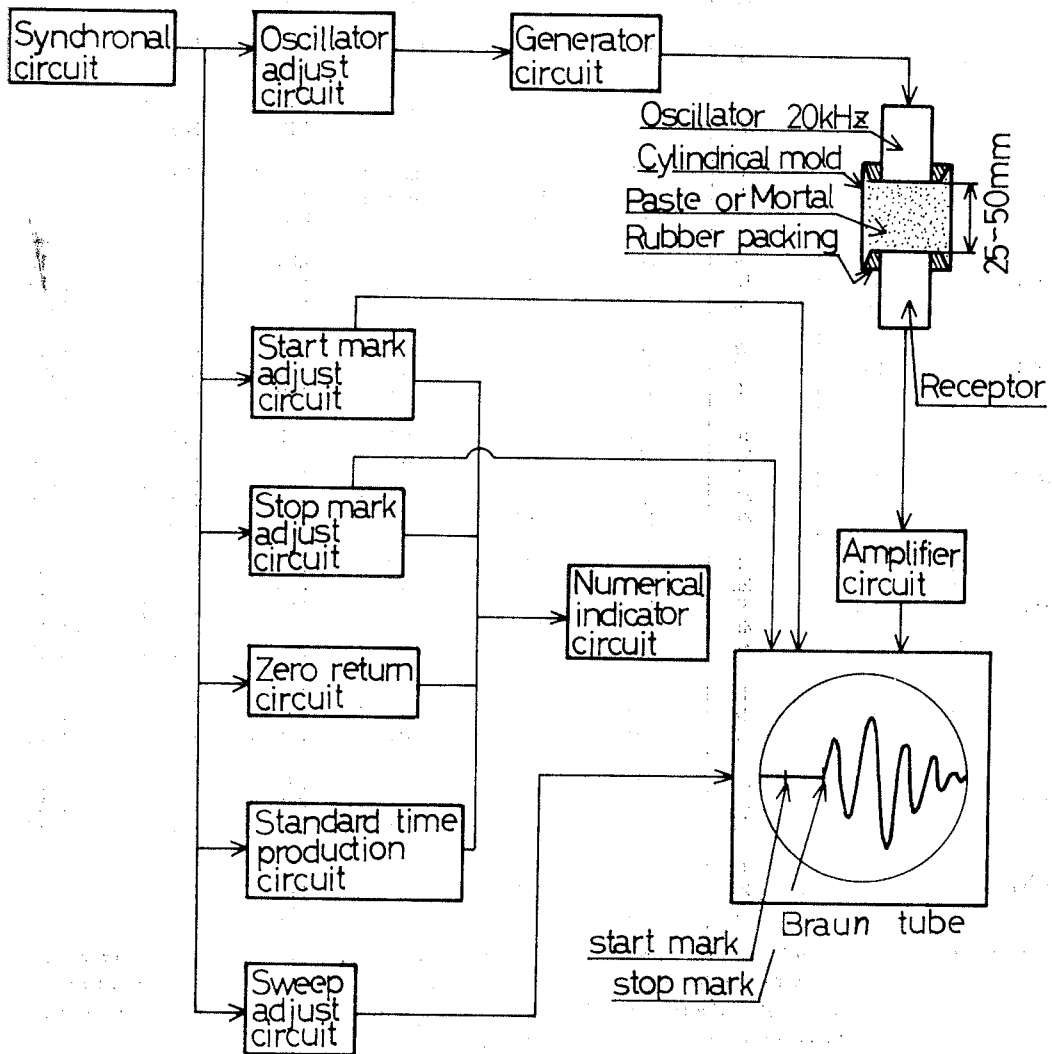 Synchronal
circuit
Oscillator
adjust
circuit
Generator
circuit
Oscillator 20kHz
Cylindrical mold
Paste or Mortal
Rubber packing
25~50mm
Receptor
Start mark
adjust
circuit
Stop mark
adjust
circuit
Amplifier
circuit
Numerical
indicator
circuit
Zero return
circuit
Standard time
production
circuit
Braun tube
start mark
stop mark
Sweep
adjust
circuit